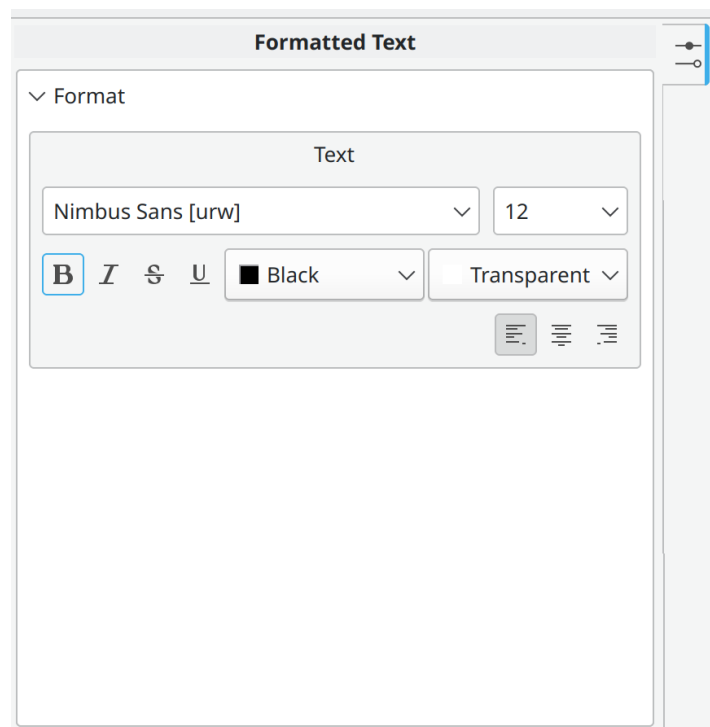 Formatted Text
Format
Text
Nimbus Sans [urw] 12
B I S U Black Transparent